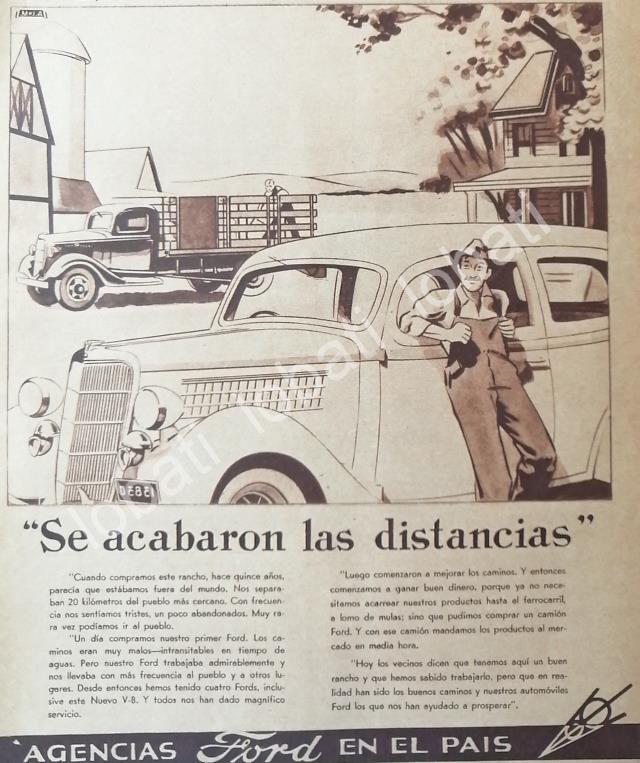 MOLA
DEBE
"Se acabaron las distancias"
"Cuando compramos este rancho, hace quince años,
parecía que estábamos fuera del mundo. Nos separa-
ban 20 kilómetros del pueblo más cercano. Con frecuen-
cia nos sentíamos tristes, un poco abandonados. Muy ra-
ra vez podíamos ir al pueblo.
"Un día compramos nuestro primer Ford. Los ca-
minos eran muy malos—intransitables en tiempo de
aguas. Pero nuestro Ford trabajaba admirablemente y
nos llevaba con más frecuencia al pueblo y a otros lu-
gares. Desde entonces hemos tenido cuatro Fords, inclu-
sive este Nuevo V-8. Y todos nos han dado magnífico
servicio.
"Luego comenzaron a mejorar los caminos. Y entonces
comenzamos a ganar buen dinero, porque ya no nece-
sitamos acarrear nuestros productos hasta el ferrocarril,
a lomo de mulas; sino que pudimos comprar un camión
Ford. Y con ese camión mandamos los productos al mer-
cado en media hora.
"Hoy los vecinos dicen que tenemos aquí un buen
rancho y que hemos sabido trabajarlo, pero que en rea-
lidad han sido los buenos caminos y nuestros automóviles
Ford los que nos han ayudado a prosperar".
AGENCIAS Ford EN EL PAIS
V8
lobati lobati lobati lobati lobati